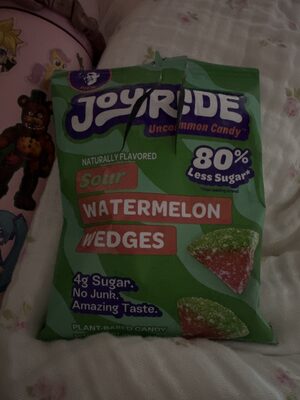 JOYRIDE
Uncommon Candy
NATURALLY FLAVORED
80%
Less Sugar*
Sour
WATERMELON
WEDGES
4g Sugar.
No Junk.
Amazing Taste.
PLANT-BASED CANDY